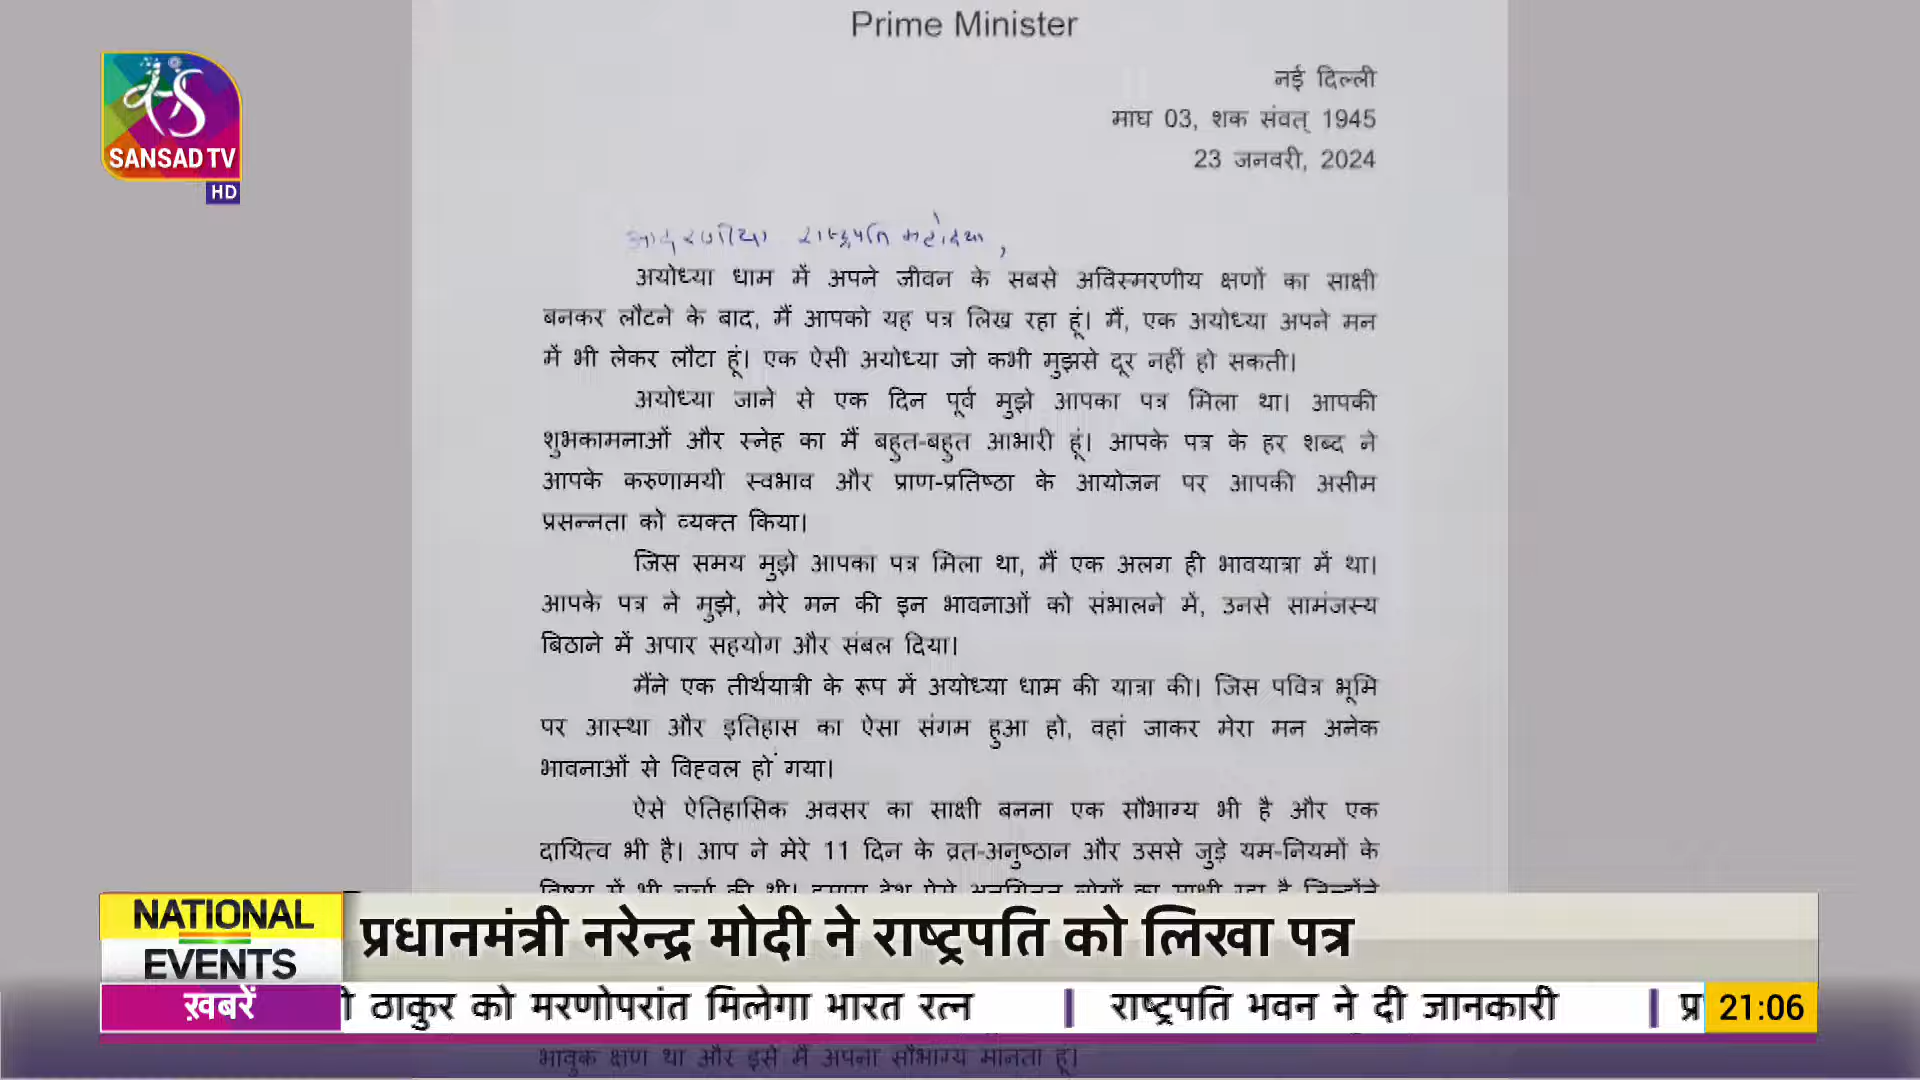 Prime Minister
नई दिल्ली
माघ 03, शक संवत् 1945
23 जनवरी, 2024
SANSAD TV
HD
आदरणीया राष्ट्रपति महोदया,
अयोध्या धाम में अपने जीवन के सबसे अविस्मरणीय क्षणों का साक्षी
बनकर लौटने के बाद, मैं आपको यह पत्र लिख रहा हूं। मैं, एक अयोध्या अपने मन
में भी लेकर लौटा हूं। एक ऐसी अयोध्या जो कभी मुझसे दूर नहीं हो सकती।
अयोध्या जाने से एक दिन पूर्व मुझे आपका पत्र मिला था। आपकी
शुभकामनाओं और स्नेह का मैं बहुत-बहुत आभारी हूं। आपके पत्र के हर शब्द ने
आपके करुणामयी स्वभाव और प्राण-प्रतिष्ठा के आयोजन पर आपकी असीम
प्रसन्नता को व्यक्त किया।
जिस समय मुझे आपका पत्र मिला था, मैं एक अलग ही भावयात्रा में था।
आपके पत्र ने मुझे, मेरे मन की इन भावनाओं को संभालने में, उनसे सामंजस्य
बिठाने में अपार सहयोग और संबल दिया।
मैंने एक तीर्थयात्री के रूप में अयोध्या धाम की यात्रा की। जिस पवित्र भूमि
पर आस्था और इतिहास का ऐसा संगम हुआ हो, वहां जाकर मेरा मन अनेक
भावनाओं से विह्वल हो गया।
ऐसे ऐतिहासिक अवसर का साक्षी बनना एक सौभाग्य भी है और एक
दायित्व भी है। आप ने मेरे 11 दिन के व्रत-अनुष्ठान और उससे जुड़े यम-नियमों के
विषय में भी चर्चा की थी। हमारा देश ऐसे अनगिनत लोगों का साक्षी रहा है जिन्होंने
NATIONAL
EVENTS
प्रधानमंत्री नरेन्द्र मोदी ने राष्ट्रपति को लिखा पत्र
ख़बरें
ठाकुर को मरणोपरांत मिलेगा भारत रत्न | राष्ट्रपति भवन ने दी जानकारी |
21:06
भावुक क्षण था और इसे मैं अपना सौभाग्य मानता हूं।